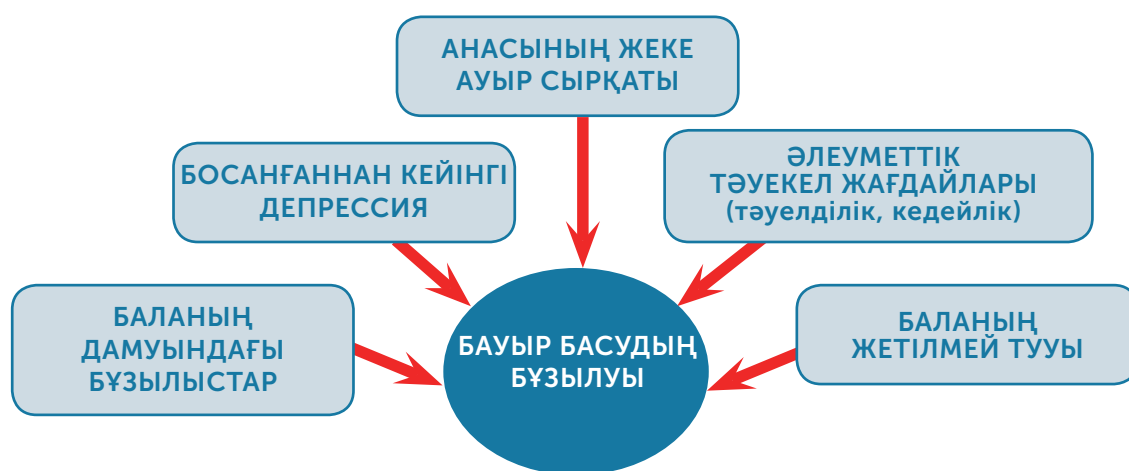 АНАСЫНЫҢ ЖЕКЕ
АУЫР СЫРҚАТЫ
БОСАНҒАННАН КЕЙІНГІ
ДЕПРЕССИЯ
ӘЛЕУМЕТТІК
ТӘУЕКЕЛ ЖАҒДАЙЛАРЫ
(тәуелділік, кедейлік)
БАЛАНЫҢ
ДАМУЫНДАҒЫ
БҰЗЫЛЫСТАР
БАУЫР БАСУДЫҢ
БҰЗЫЛУЫ
БАЛАНЫҢ
ЖЕТІЛМЕЙ ТУУЫ